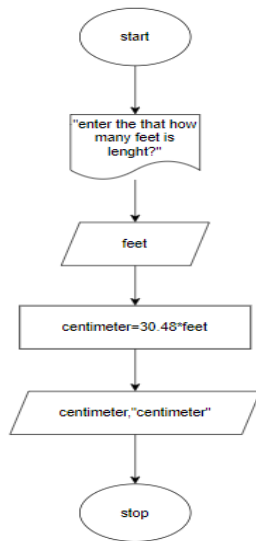 start
"enter the that how
many feet is
lenght?"
feet
centimeter=30.48*feet
centimeter,"centimeter"
stop